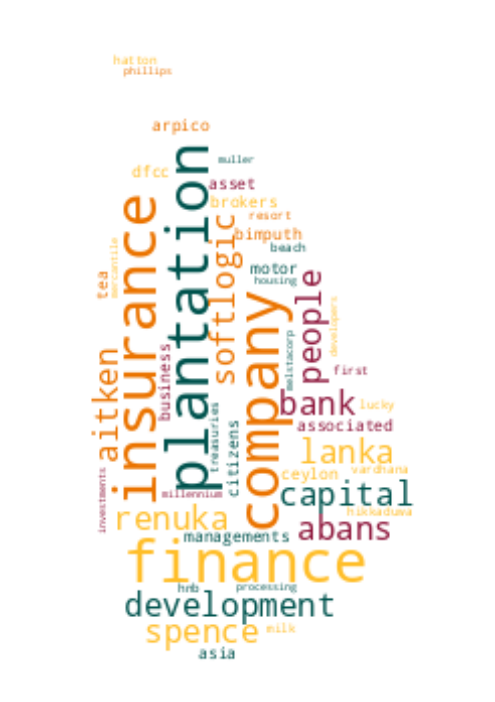 hatton
phillips
arpico
plantation
muller
dfcc
asset
insurance
brokers
resort
softlogic
bimputh
beach
tea
mercantile
motor
housing
people
company
developers
melstacorp
business
aitken
first
bank
lucky
treasuries
citizens
associated
lanka
investments
ceylon
vardhana
millennium
capital
renuka
hikkaduwa
abans
managements
finance
hnb
processing
development
spence
milk
asia